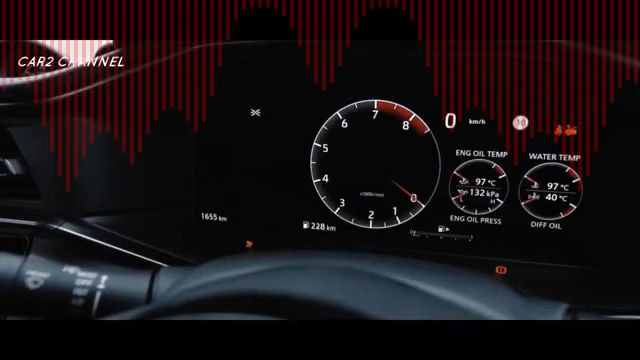 CAR2 CHANNEL
7
6
8
5
4
3
2
1
0
x1000r/min
0 km/h
10
ENG OIL TEMP
97 °C
132 kPa
H
ENG OIL PRESS
WATER TEMP
97 °C
40 °C
DIFF OIL
1655 km
228 km